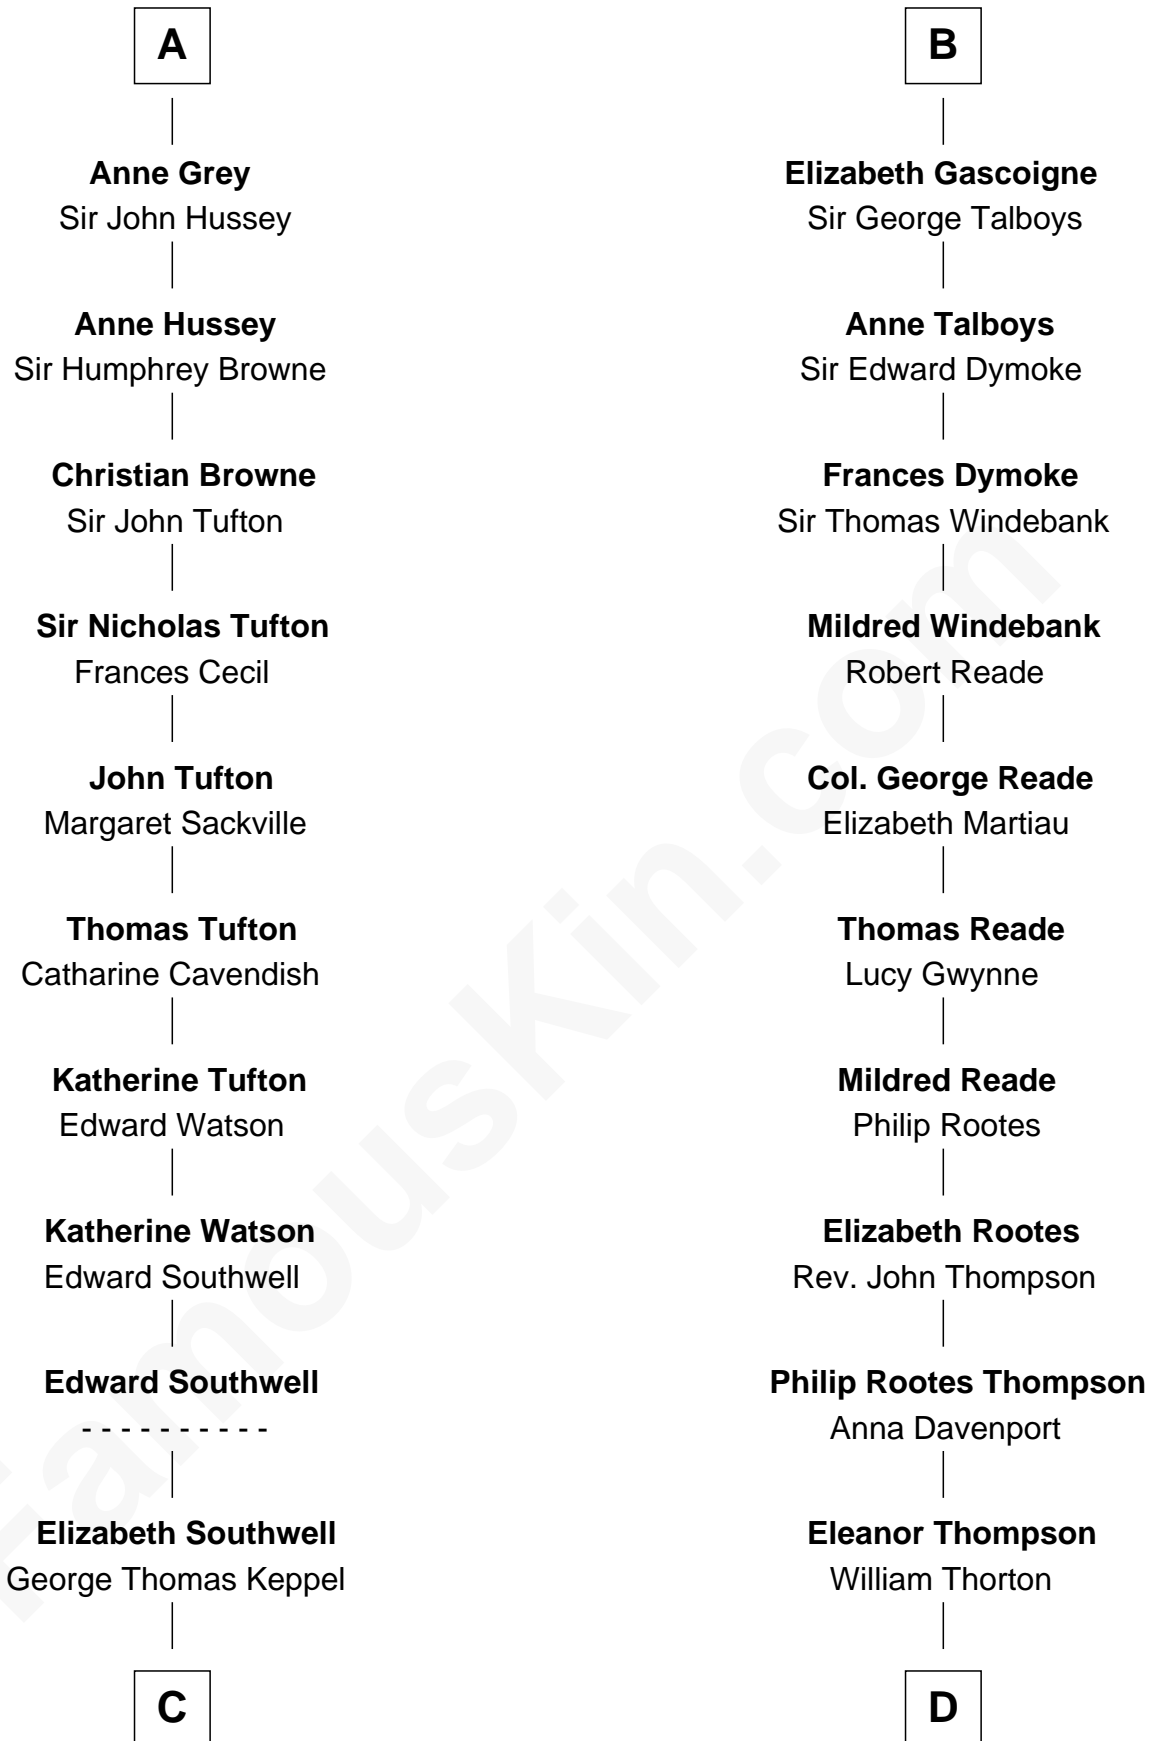 A
Anne Grey
Sir John Hussey
Anne Hussey
Sir Humphrey Browne
Christian Browne
Sir John Tufton
Sir Nicholas Tufton
Frances Cecil
John Tufton
Margaret Sackville
Thomas Tufton
Catharine Cavendish
Katherine Tufton
Edward Watson
Katherine Watson
Edward Southwell
Edward Southwell
- - - - - - - - - -
Elizabeth Southwell
George Thomas Keppel
C
B
Elizabeth Gascoigne
Sir George Talboys
Anne Talboys
Sir Edward Dymoke
Frances Dymoke
Sir Thomas Windebank
Mildred Windebank
Robert Reade
Col. George Reade
Elizabeth Martiau
Thomas Reade
Lucy Gwynne
Mildred Reade
Philip Rootes
Elizabeth Rootes
Rev. John Thompson
Philip Rootes Thompson
Anna Davenport
Eleanor Thompson
William Thorton
D
FamousKin.com